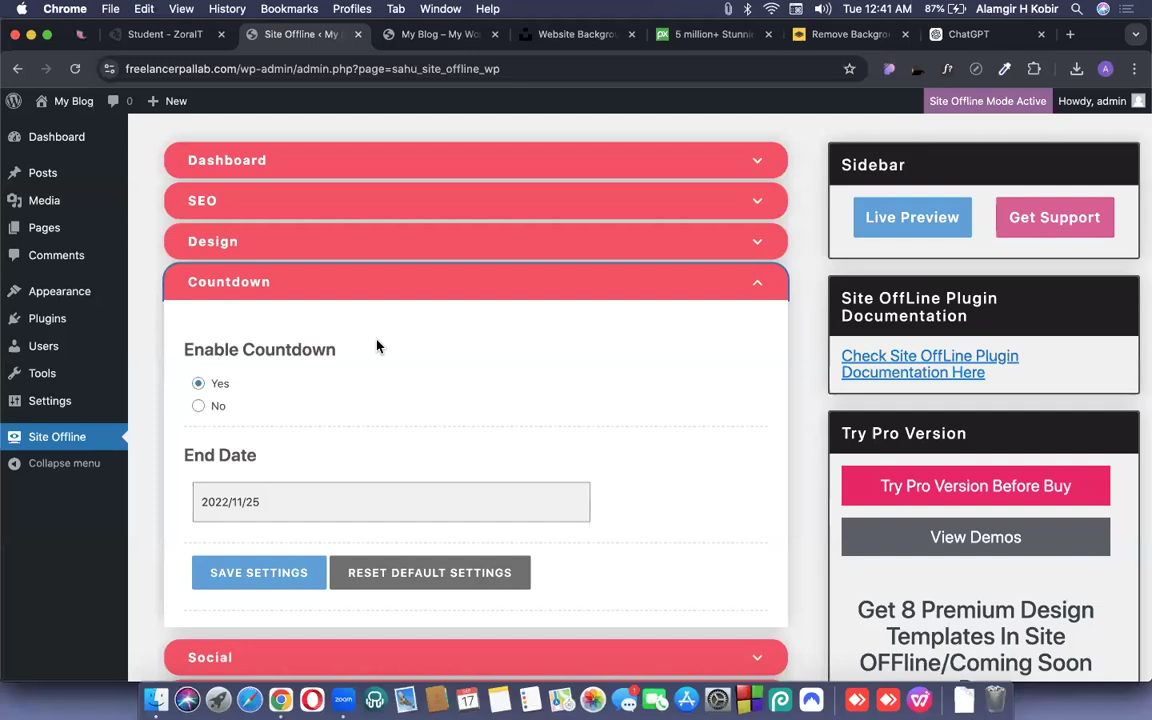 Chrome File Edit View History Bookmarks Profiles Tab Window Help 87% Tue 12:41 AM Alamgir H Kobir
Student - ZoraIT
Site Offline ‹ My
My Blog – My Wo
Website Backgrou
5 million+ Stunnin
Remove Backgro
ChatGPT
freelancerpallab.com/wp-admin/admin.php?page=sahu_site_offline_wp
A
My Blog 0 + New Site Offline Mode Active Howdy, admin
Dashboard
Posts
Media
Pages
Comments
Appearance
Plugins
Users
Tools
Settings
Site Offline
Collapse menu
Dashboard
SEO
Design
Countdown
Enable Countdown
Yes
No
End Date
2022/11/25
SAVE SETTINGS RESET DEFAULT SETTINGS
Social
Sidebar
Live Preview Get Support
Site OffLine Plugin
Documentation
Check Site OffLine Plugin
Documentation Here
Try Pro Version
Try Pro Version Before Buy
View Demos
Get 8 Premium Design
Templates In Site
OFFline/Coming Soon
zoom 17 1